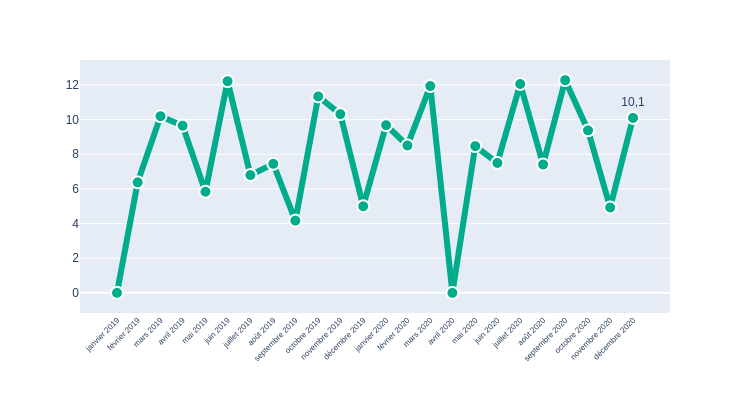 12
10
8
6
4
2
0
10,1
janvier 2019
février 2019
mars 2019
avril 2019
mai 2019
juin 2019
juillet 2019
août 2019
septembre 2019
octobre 2019
novembre 2019
décembre 2019
janvier 2020
février 2020
mars 2020
avril 2020
mai 2020
juin 2020
juillet 2020
août 2020
septembre 2020
octobre 2020
novembre 2020
décembre 2020